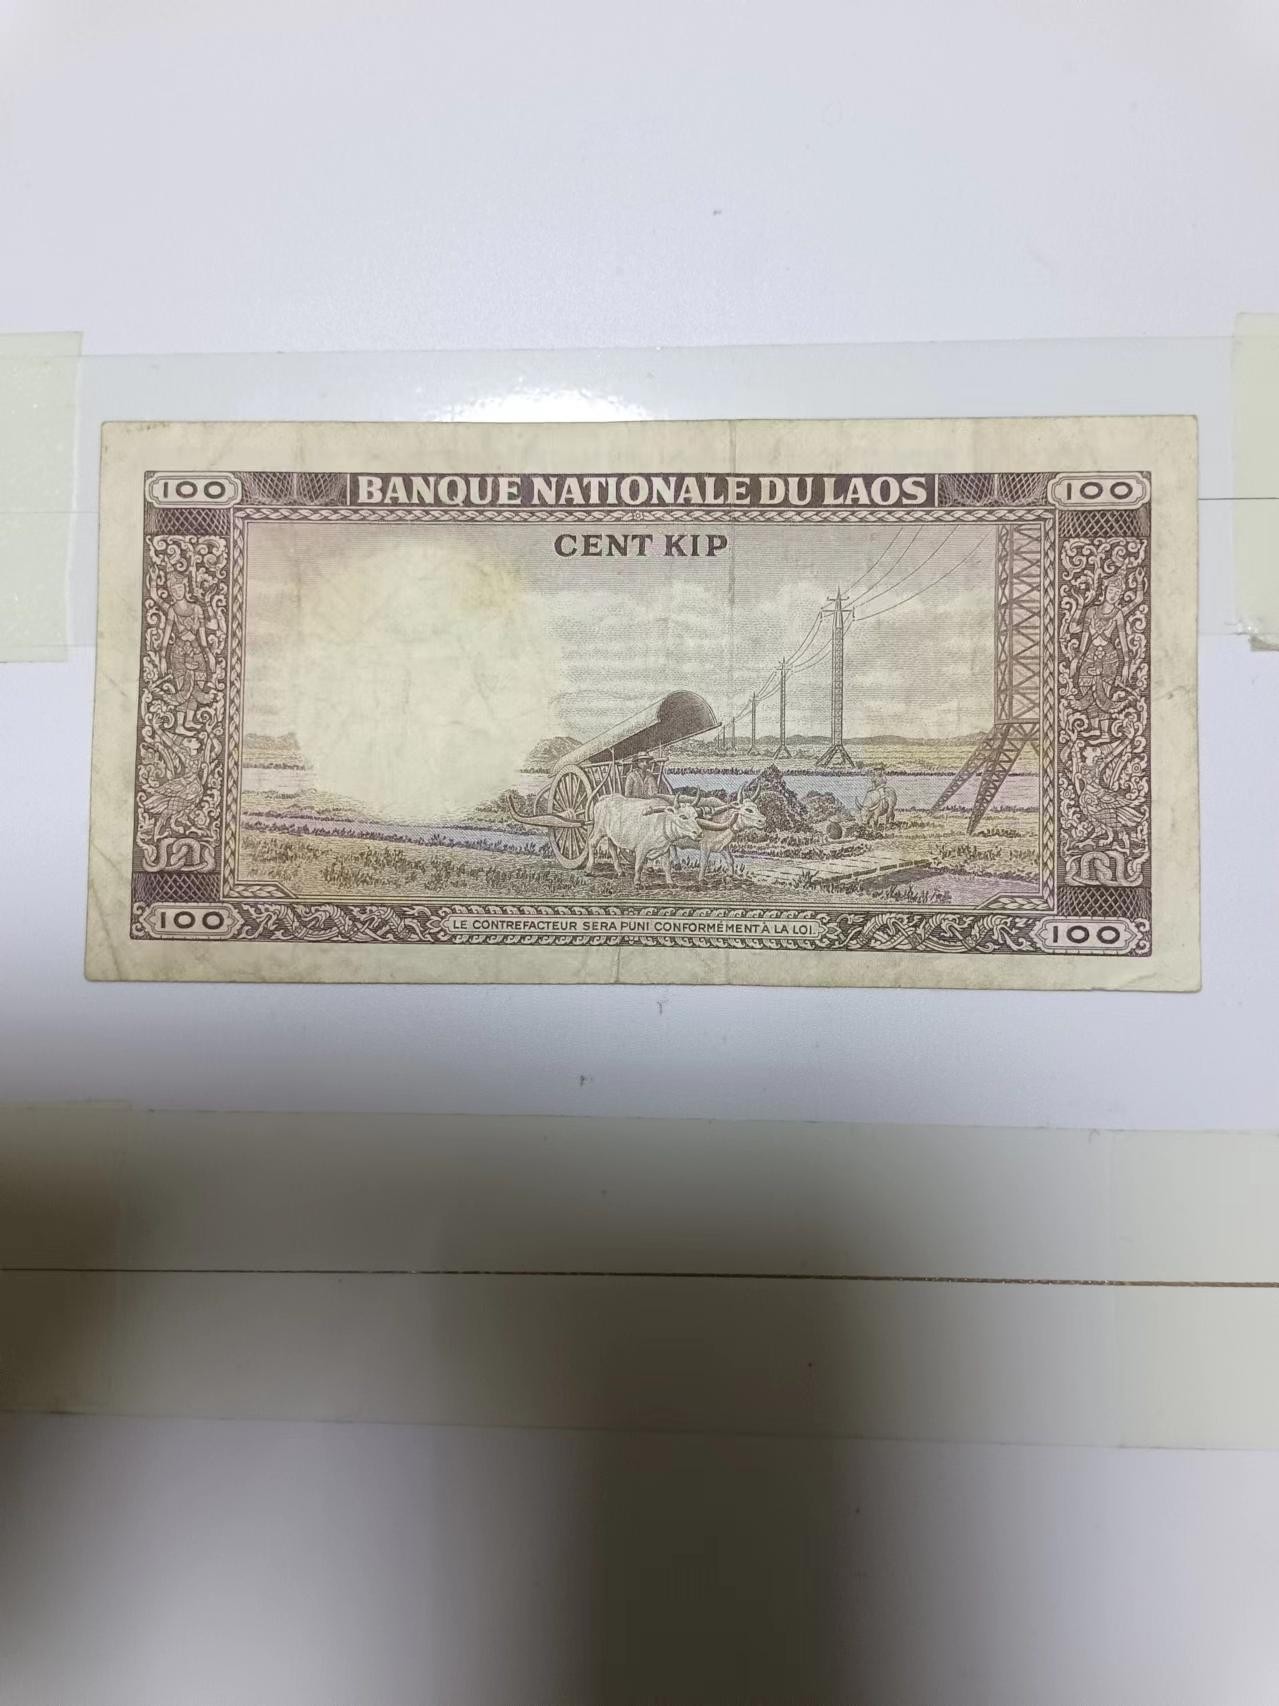 100 BANQUE NATIONALE DU LAOS 100
CENT KIP
100 LE CONTREFACTEUR SERA PUNI CONFORMÉMENT À LA LOI. 100